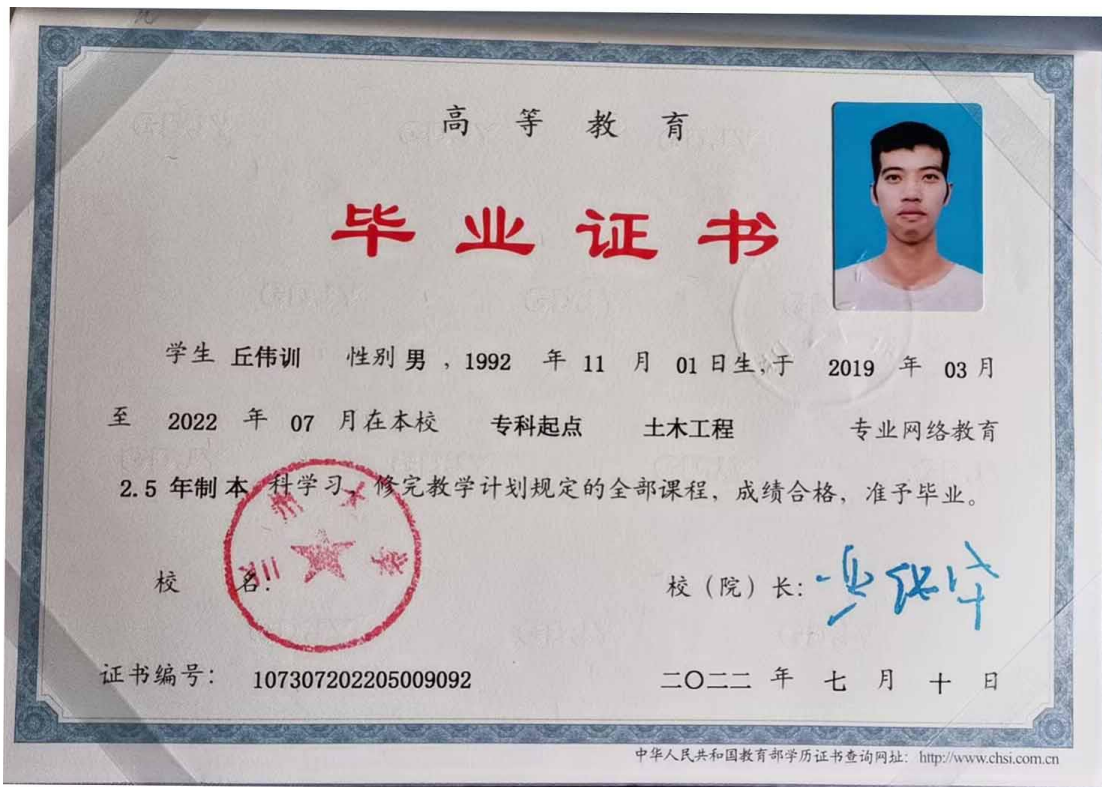 高等教育
毕业证书
学生 丘伟训 性别 男 ，1992 年 11 月 01 日生，于 2019 年 03 月
至 2022 年 07 月在本校 专科起点 土木工程 专业网络教育
2.5 年制 本 科学习，修完教学计划规定的全部课程，成绩合格，准予毕业。
兰州大学
校 名： 校（院）长：
证书编号： 107307202205009092 二〇二二 年 七 月 十 日
中华人民共和国教育部学历证书查询网址： http://www.chsi.com.cn